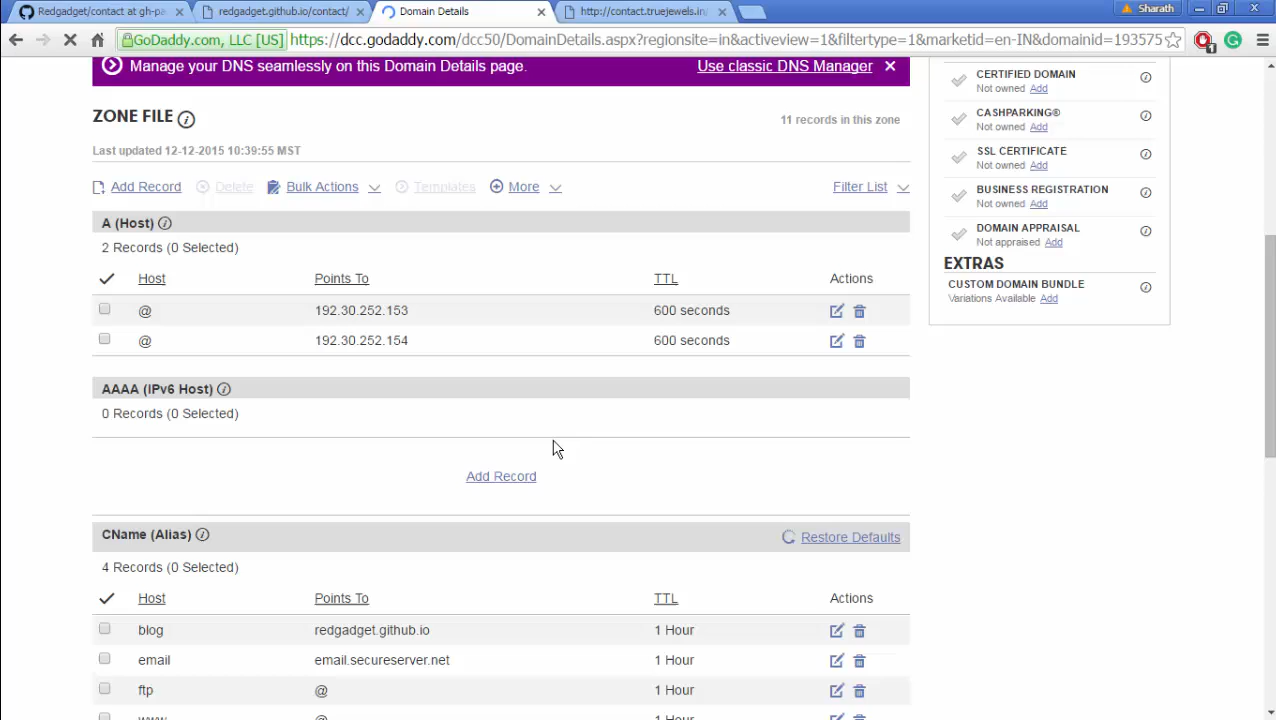 Redgadget/contact at gh-pa
redgadget.github.io/contact/
Domain Details
http://contact.truejewels.in/
Sharath
GoDaddy.com, LLC [US]
https://dcc.godaddy.com/dcc50/DomainDetails.aspx?regionsite=in&activeview=1&filtertype=1&marketid=en-IN&domainid=193575
1
Manage your DNS seamlessly on this Domain Details page.
Use classic DNS Manager
ZONE FILE
11 records in this zone
Last updated 12-12-2015 10:39:55 MST
Add Record
Delete
Bulk Actions
Templates
More
Filter List
A (Host)
2 Records (0 Selected)
Host Points To TTL Actions
@ 192.30.252.153 600 seconds
@ 192.30.252.154 600 seconds
AAAA (IPv6 Host)
0 Records (0 Selected)
Add Record
CName (Alias)
Restore Defaults
4 Records (0 Selected)
Host Points To TTL Actions
blog redgadget.github.io 1 Hour
email email.secureserver.net 1 Hour
ftp @ 1 Hour
CERTIFIED DOMAIN
Not owned Add
CASHPARKING®
Not owned Add
SSL CERTIFICATE
Not owned Add
BUSINESS REGISTRATION
Not owned Add
DOMAIN APPRAISAL
Not appraised Add
EXTRAS
CUSTOM DOMAIN BUNDLE
Variations Available Add